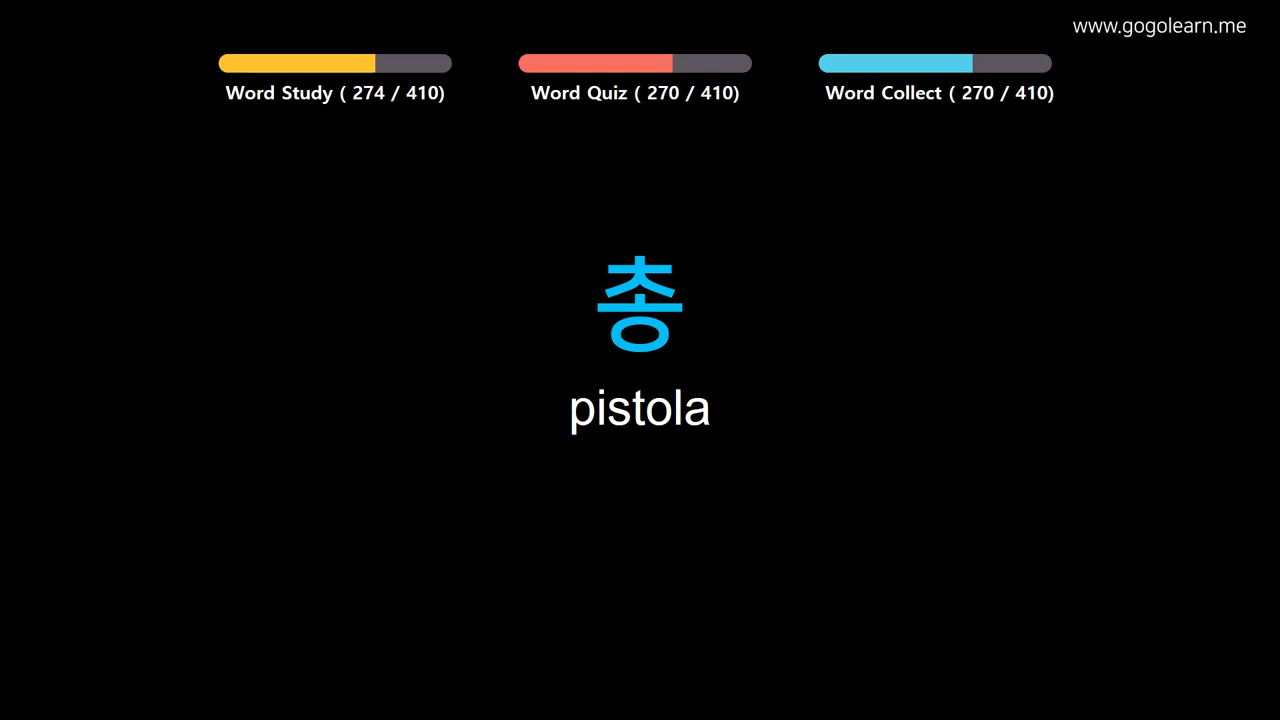 www.gogolearn.me
Word Study ( 274 / 410)
Word Quiz ( 270 / 410)
Word Collect ( 270 / 410)
총
pistola